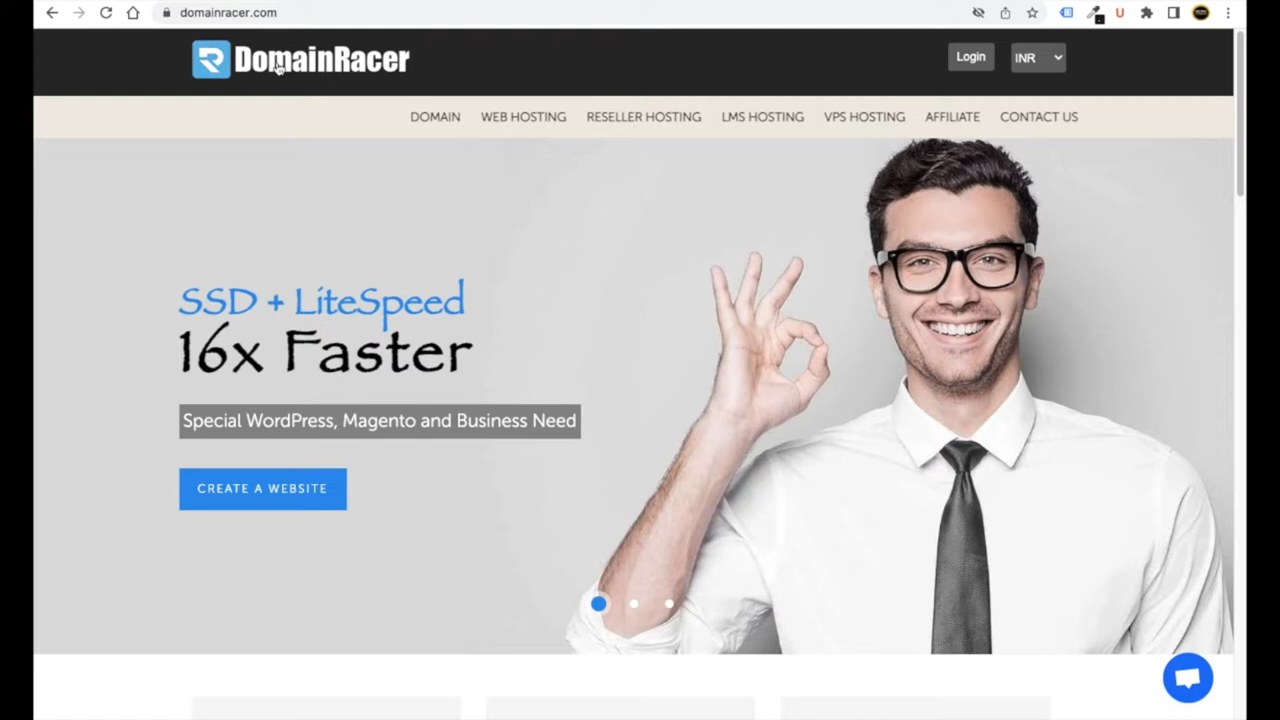 domainracer.com
DomainRacer
Login
INR
DOMAIN WEB HOSTING RESELLER HOSTING LMS HOSTING VPS HOSTING AFFILIATE CONTACT US
SSD + LiteSpeed
16x Faster
Special WordPress, Magento and Business Need
CREATE A WEBSITE